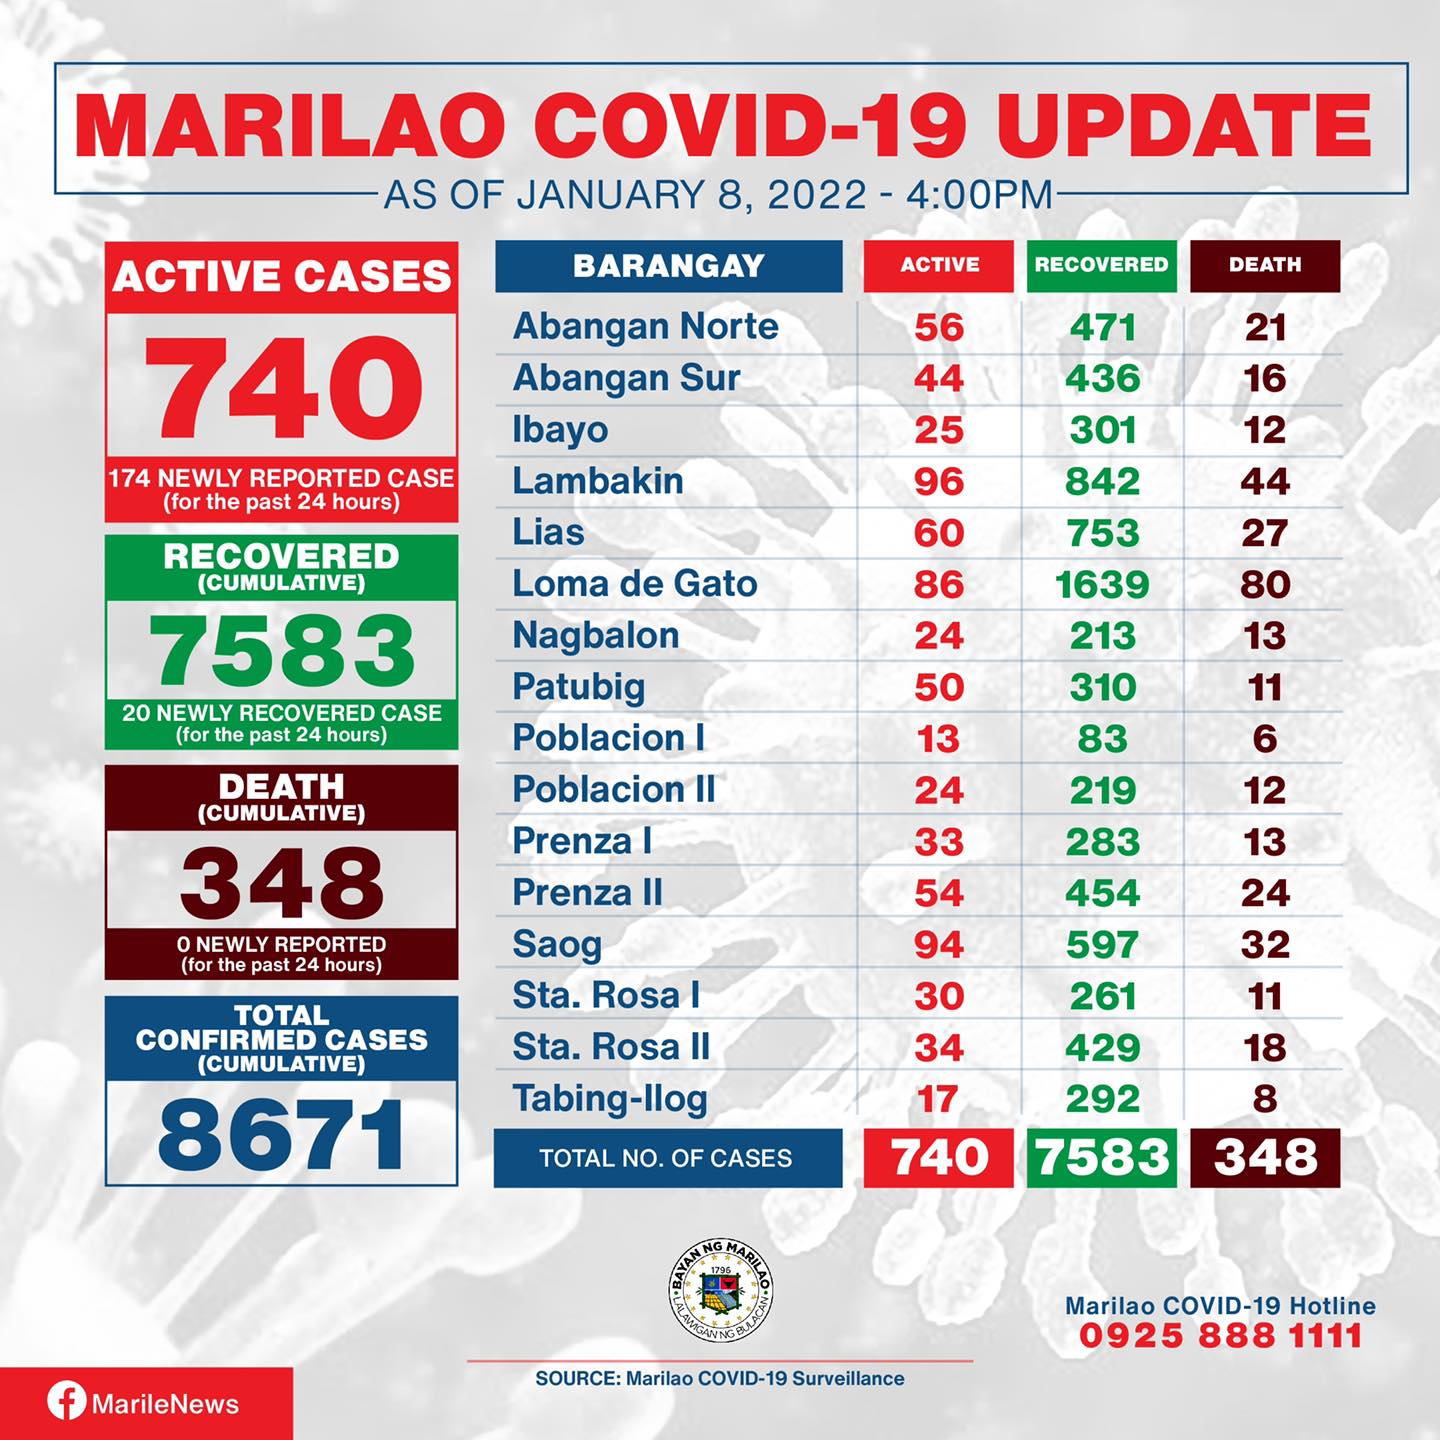 MARILAO COVID-19 UPDATE
AS OF JANUARY 8, 2022 - 4:00PM
ACTIVE CASES
740
174 NEWLY REPORTED CASE
(for the past 24 hours)
RECOVERED
(CUMULATIVE)
7583
20 NEWLY RECOVERED CASE
(for the past 24 hours)
DEATH
(CUMULATIVE)
348
0 NEWLY REPORTED
(for the past 24 hours)
TOTAL
CONFIRMED CASES
(CUMULATIVE)
8671
BARANGAY ACTIVE RECOVERED DEATH
Abangan Norte 56 471 21
Abangan Sur 44 436 16
Ibayo 25 301 12
Lambakin 96 842 44
Lias 60 753 27
Loma de Gato 86 1639 80
Nagbalon 24 213 13
Patubig 50 310 11
Poblacion I 13 83 6
Poblacion II 24 219 12
Prenza I 33 283 13
Prenza II 54 454 24
Saog 94 597 32
Sta. Rosa I 30 261 11
Sta. Rosa II 34 429 18
Tabing-Ilog 17 292 8
TOTAL NO. OF CASES 740 7583 348
BAYAN NG MARILAO
1796
LALAWIGAN NG BULACAN
Marilao COVID-19 Hotline
0925 888 1111
SOURCE: Marilao COVID-19 Surveillance
MarileNews